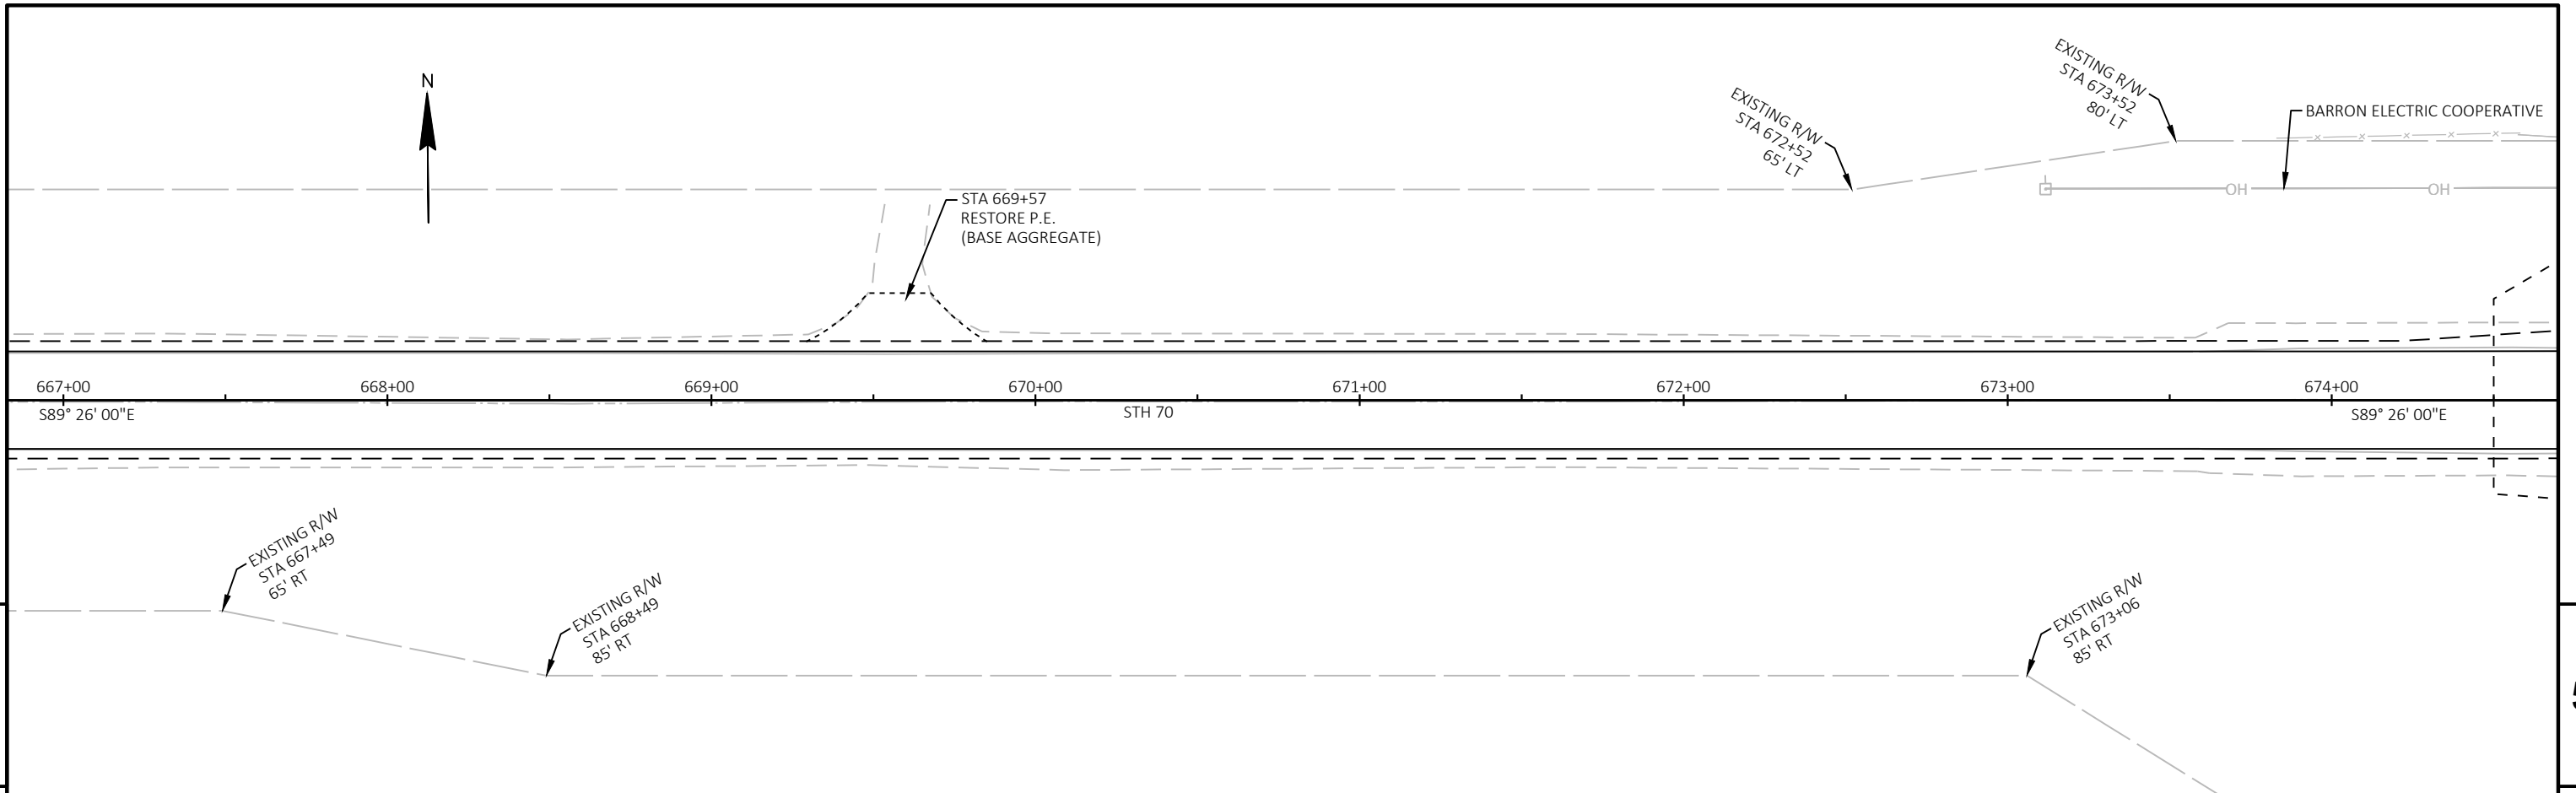 N
EXISTING R/W
STA 672+52
65' LT
EXISTING R/W
STA 673+52
80' LT
BARRON ELECTRIC COOPERATIVE
OH
OH
STA 669+57
RESTORE P.E.
(BASE AGGREGATE)
667+00
668+00
669+00
670+00
671+00
672+00
673+00
674+00
S89° 26' 00"E
STH 70
S89° 26' 00"E
EXISTING R/W
STA 667+49
65' RT
EXISTING R/W
STA 668+49
85' RT
EXISTING R/W
STA 673+06
85' RT